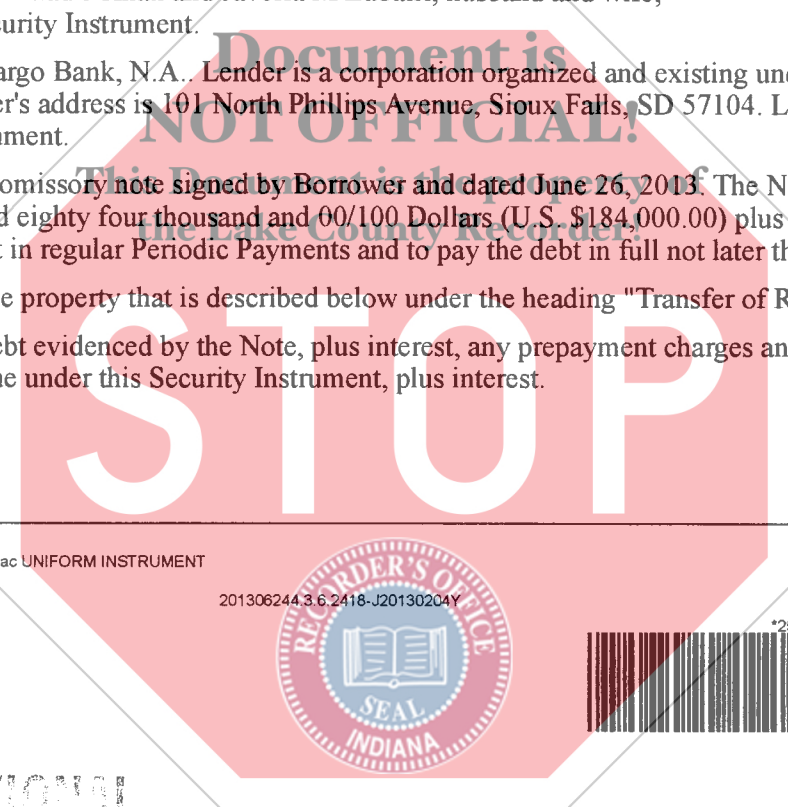 husband and wife,
urity Instrument.
Document is
argo Bank, N.A.. Lender is a corporation organized and existing un
er's address is 101 North Phillips Avenue, Sioux Falls, SD 57104. L
NOT OFFICIAL!
ment.
This Document is the property of
omissory note signed by Borrower and dated June 26, 2013. The N
d eighty four thousand and 00/100 Dollars (U.S. $184,000.00) plus
the Lake County Recorder!
t in regular Periodic Payments and to pay the debt in full not later th
e property that is described below under the heading "Transfer of R
STOP
ebt evidenced by the Note, plus interest, any prepayment charges an
ne under this Security Instrument, plus interest.
ac UNIFORM INSTRUMENT
201306244.3.6.2418-J20130204Y
RECORDER'S OFFICE
SEAL
INDIANA
*2